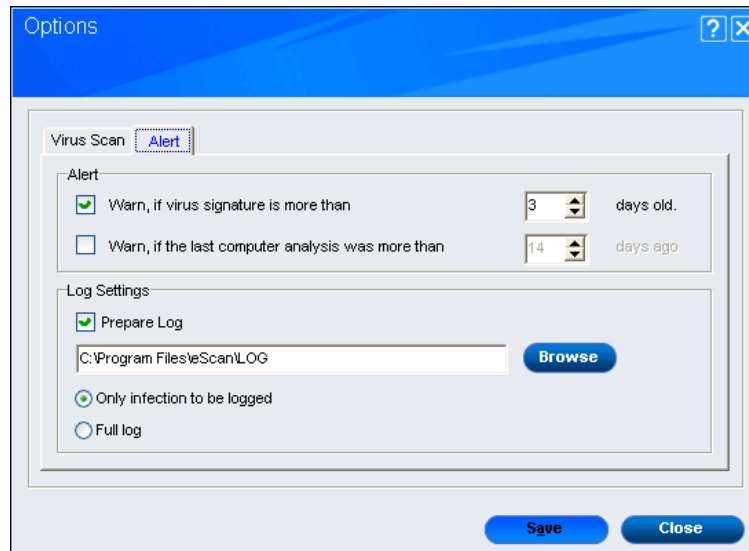 Options
?
Virus Scan Alert
Alert
Warn, if virus signature is more than 3 days old.
Warn, if the last computer analysis was more than 14 days ago
Log Settings
Prepare Log
C:\Program Files\eScan\LOG Browse
Only infection to be logged
Full log
Save Close